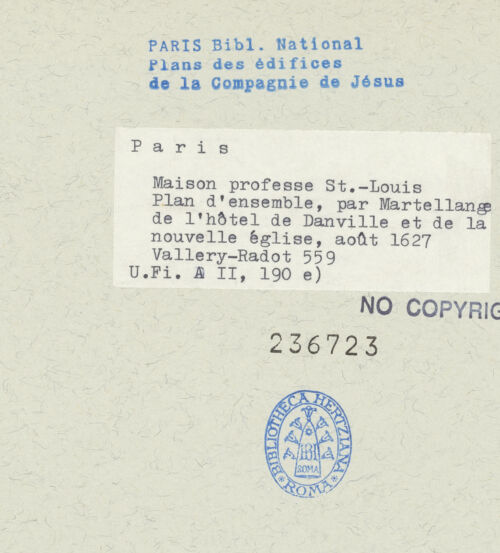 PARIS Bibl. National
Plans des édifices
de la Compagnie de Jésus
Paris
Maison professe St.-Louis
Plan d'ensemble, par Martellange
de l'hôtel de Danville et de la
nouvelle église, août 1627
Vallery-Radot 559
U.Fi. A II, 190 e)
NO COPYRIG
236723
BIBLIOTHECA HERTZIANA
ROMA
ROMA